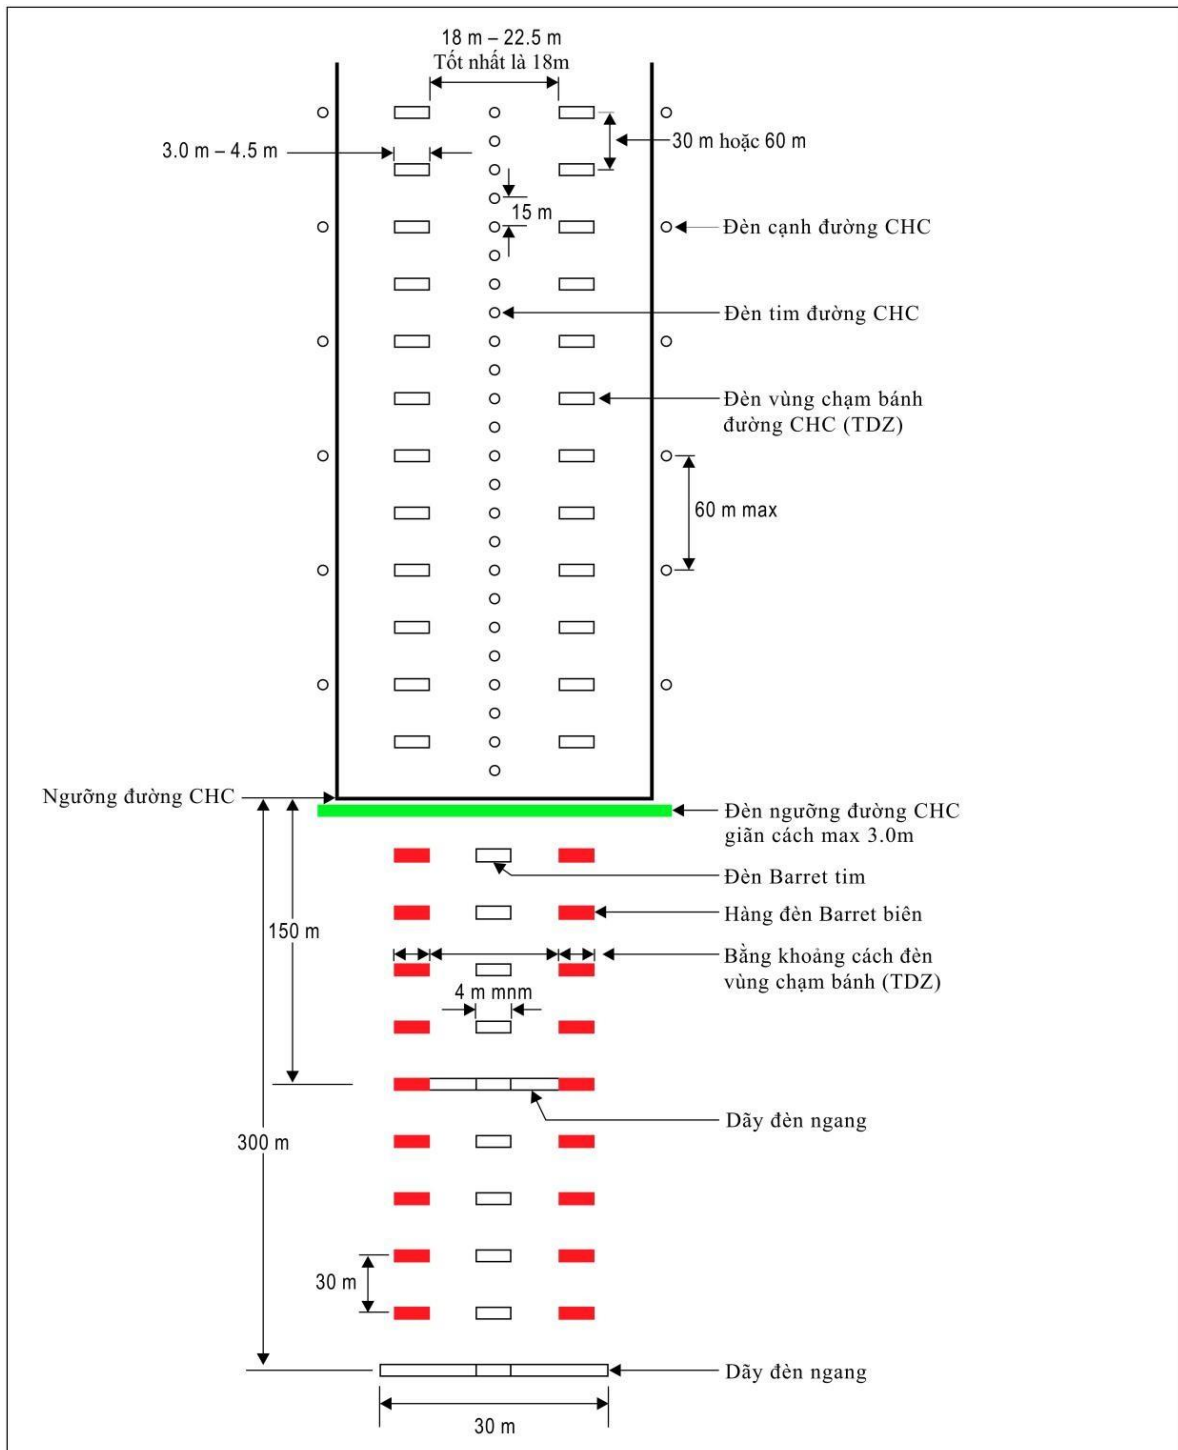 18 m – 22.5 m
Tốt nhất là 18m
3.0 m – 4.5 m
30 m hoặc 60 m
15 m
Đèn cạnh đường CHC
Đèn tim đường CHC
Đèn vùng chạm bánh
đường CHC (TDZ)
60 m max
Ngưỡng đường CHC
Đèn ngưỡng đường CHC
giãn cách max 3.0m
Đèn Barret tim
Hàng đèn Barret biên
150 m
Bằng khoảng cách đèn
vùng chạm bánh (TDZ)
4 m mnm
Dãy đèn ngang
300 m
30 m
Dãy đèn ngang
30 m